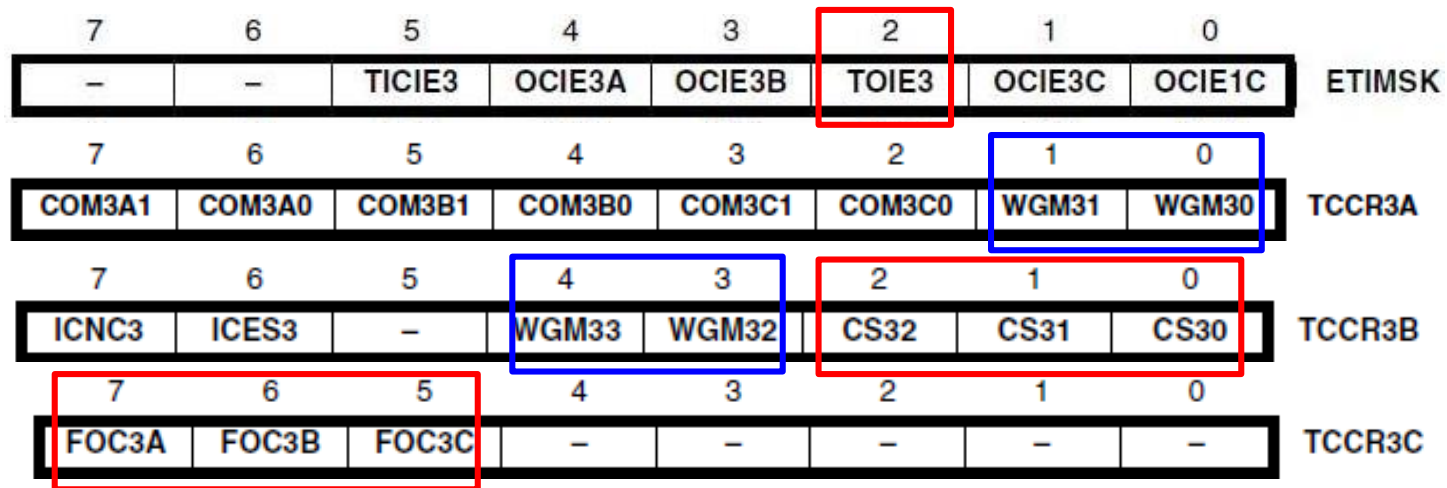 7 6 5 4 3 2 1 0
– – TICIE3 OCIE3A OCIE3B TOIE3 OCIE3C OCIE1C ETIMSK
7 6 5 4 3 2 1 0
COM3A1 COM3A0 COM3B1 COM3B0 COM3C1 COM3C0 WGM31 WGM30 TCCR3A
7 6 5 4 3 2 1 0
ICNC3 ICES3 – WGM33 WGM32 CS32 CS31 CS30 TCCR3B
7 6 5 4 3 2 1 0
FOC3A FOC3B FOC3C – – – – – TCCR3C